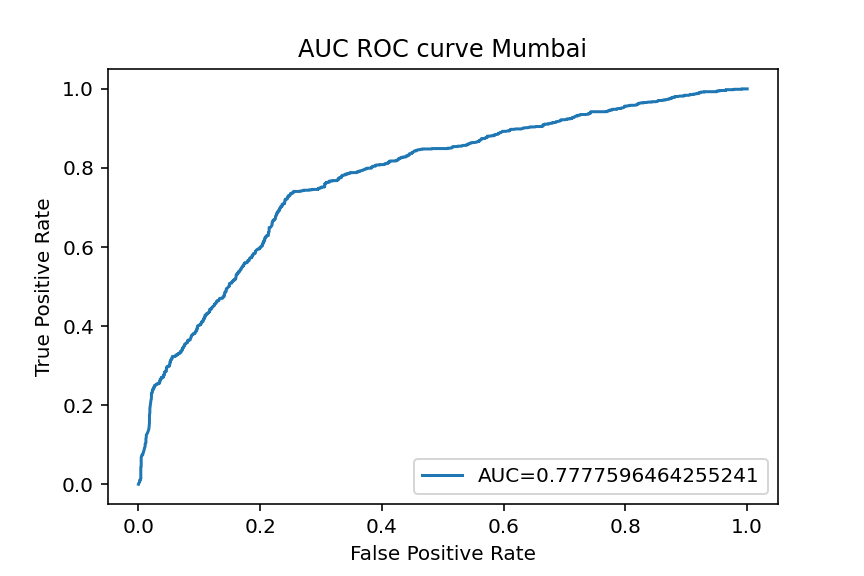 AUC ROC curve Mumbai
1.0
0.8
0.6
0.4
0.2
0.0
True Positive Rate
AUC=0.7777596464255241
0.0 0.2 0.4 0.6 0.8 1.0
False Positive Rate